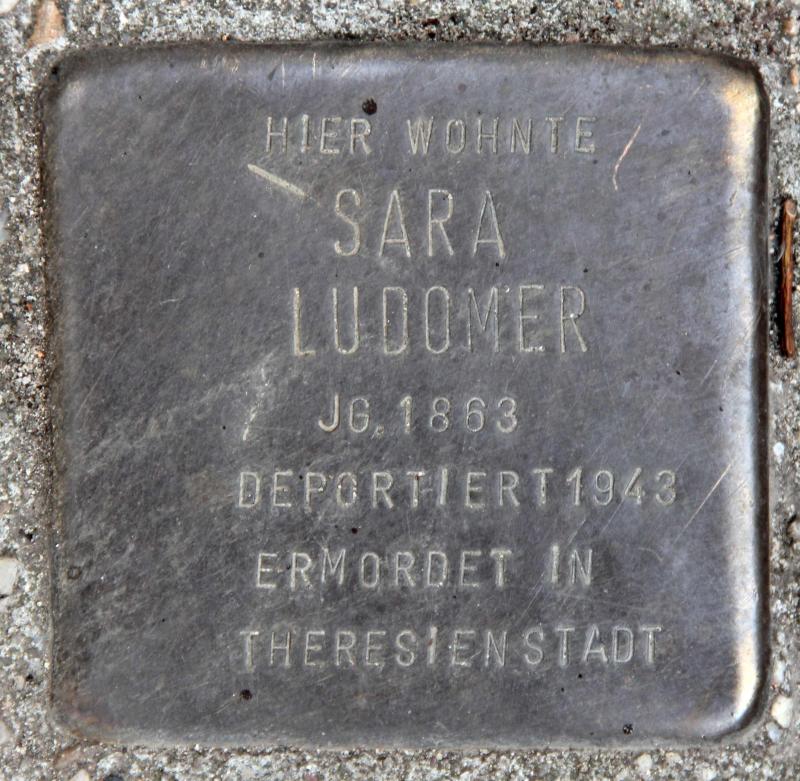 HIER WOHNTE
SARA
LUDOMER
JG. 1863
DEPORTIERT 1943
ERMORDET IN
THERESIENSTADT